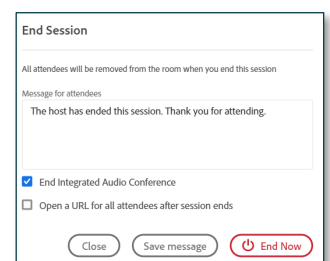 End Session
All attendees will be removed from the room when you end this session
Message for attendees
The host has ended this session. Thank you for attending.
End Integrated Audio Conference
Open a URL for all attendees after session ends
Close Save message End Now